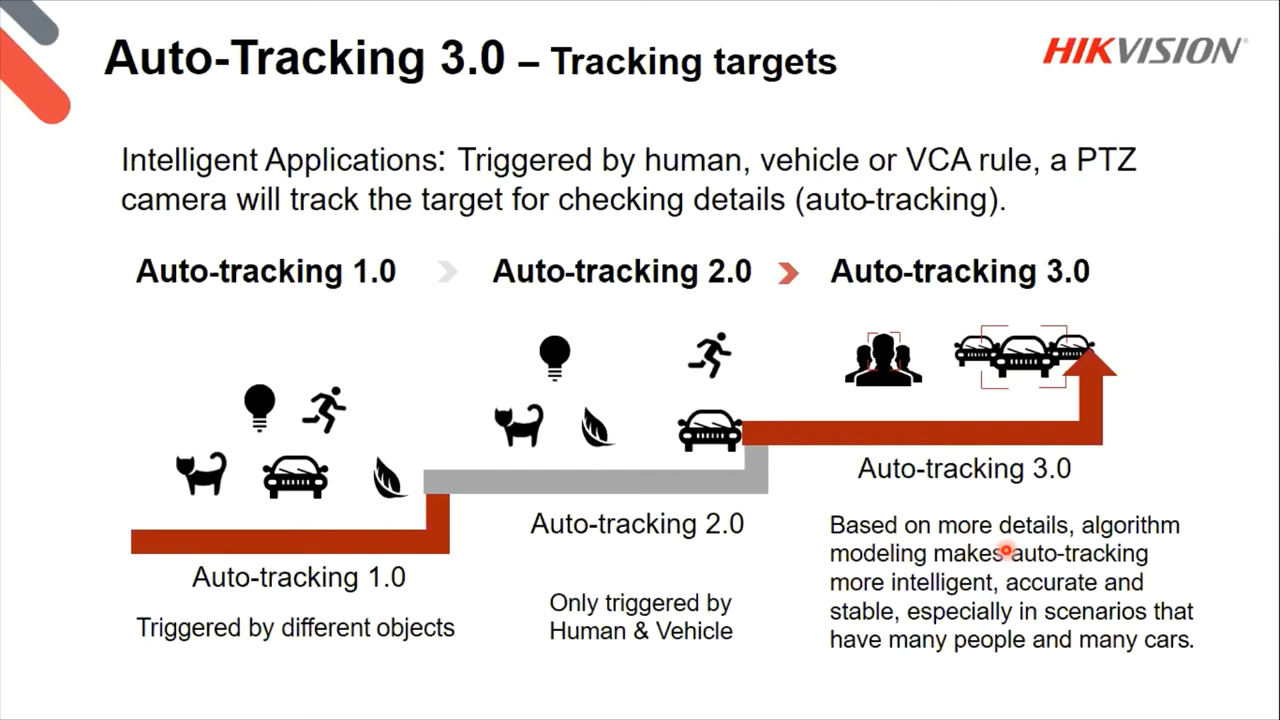 Auto-Tracking 3.0 – Tracking targets
HIKVISION®
Intelligent Applications: Triggered by human, vehicle or VCA rule, a PTZ
camera will track the target for checking details (auto-tracking).
Auto-tracking 1.0
Auto-tracking 2.0
Auto-tracking 3.0
Auto-tracking 1.0
Triggered by different objects
Auto-tracking 2.0
Only triggered by
Human & Vehicle
Auto-tracking 3.0
Based on more details, algorithm
modeling makes auto-tracking
more intelligent, accurate and
stable, especially in scenarios that
have many people and many cars.